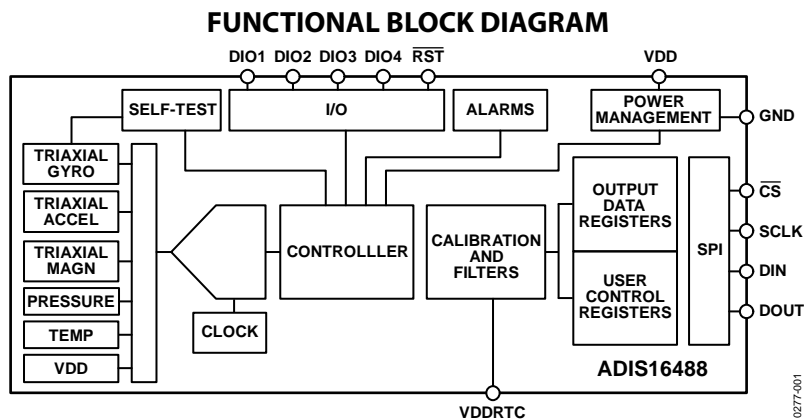 FUNCTIONAL BLOCK DIAGRAM
DIO1 DIO2 DIO3 DIO4 RST VDD
SELF-TEST
I/O
ALARMS
POWER
MANAGEMENT
GND
TRIAXIAL
GYRO
TRIAXIAL
ACCEL
TRIAXIAL
MAGN
PRESSURE
TEMP
VDD
CLOCK
CONTROLLLER
CALIBRATION
AND
FILTERS
OUTPUT
DATA
REGISTERS
USER
CONTROL
REGISTERS
SPI
CS
SCLK
DIN
DOUT
ADIS16488
VDDRTC
0277-001